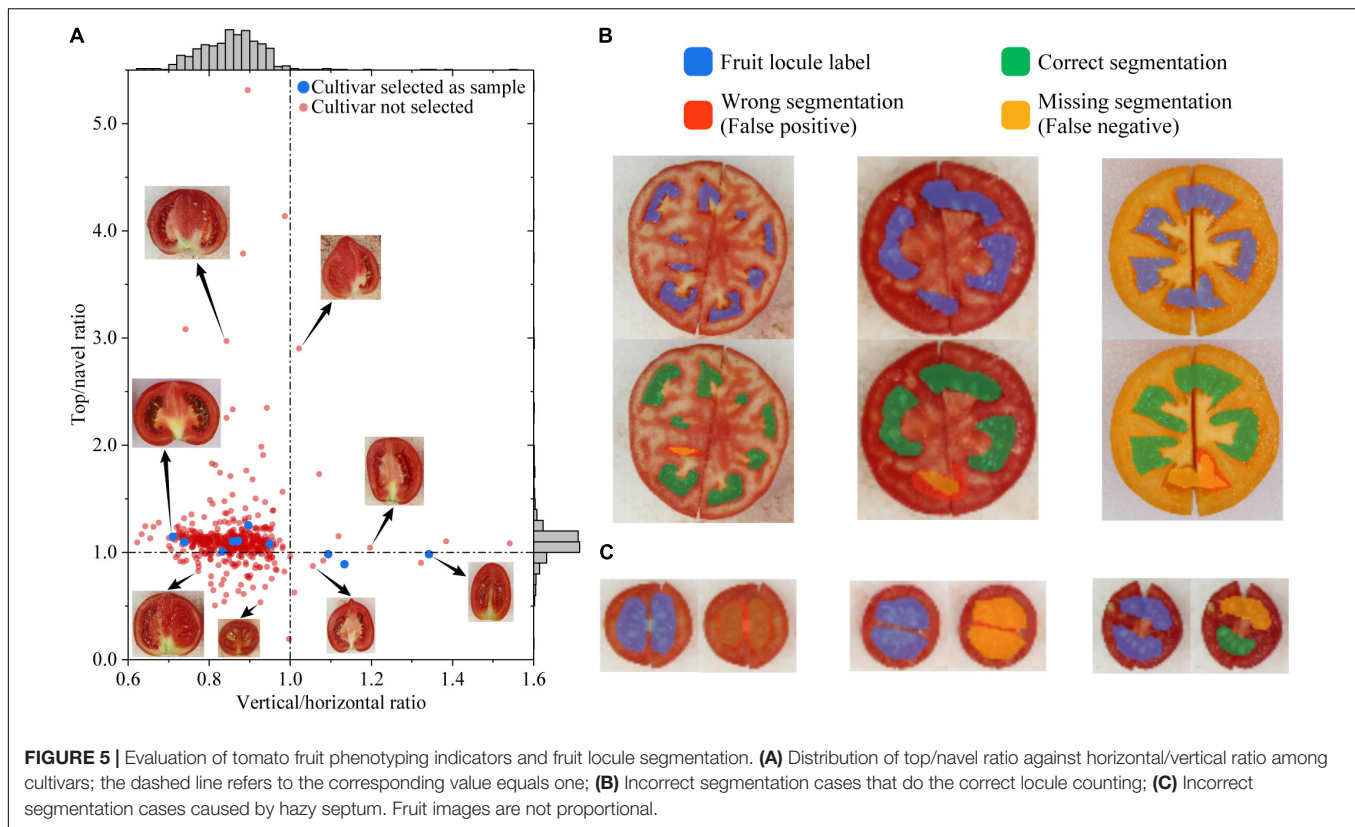 A
5.0
4.0
3.0
2.0
1.0
0.0
Top/navel ratio
Cultivar selected as sample
Cultivar not selected
0.6 0.8 1.0 1.2 1.4 1.6
Vertical/horizontal ratio
B
Fruit locule label
Correct segmentation
Wrong segmentation
(False positive)
Missing segmentation
(False negative)
C
FIGURE 5 | Evaluation of tomato fruit phenotyping indicators and fruit locule segmentation. (A) Distribution of top/navel ratio against horizontal/vertical ratio among
cultivars; the dashed line refers to the corresponding value equals one; (B) Incorrect segmentation cases that do the correct locule counting; (C) Incorrect
segmentation cases caused by hazy septum. Fruit images are not proportional.